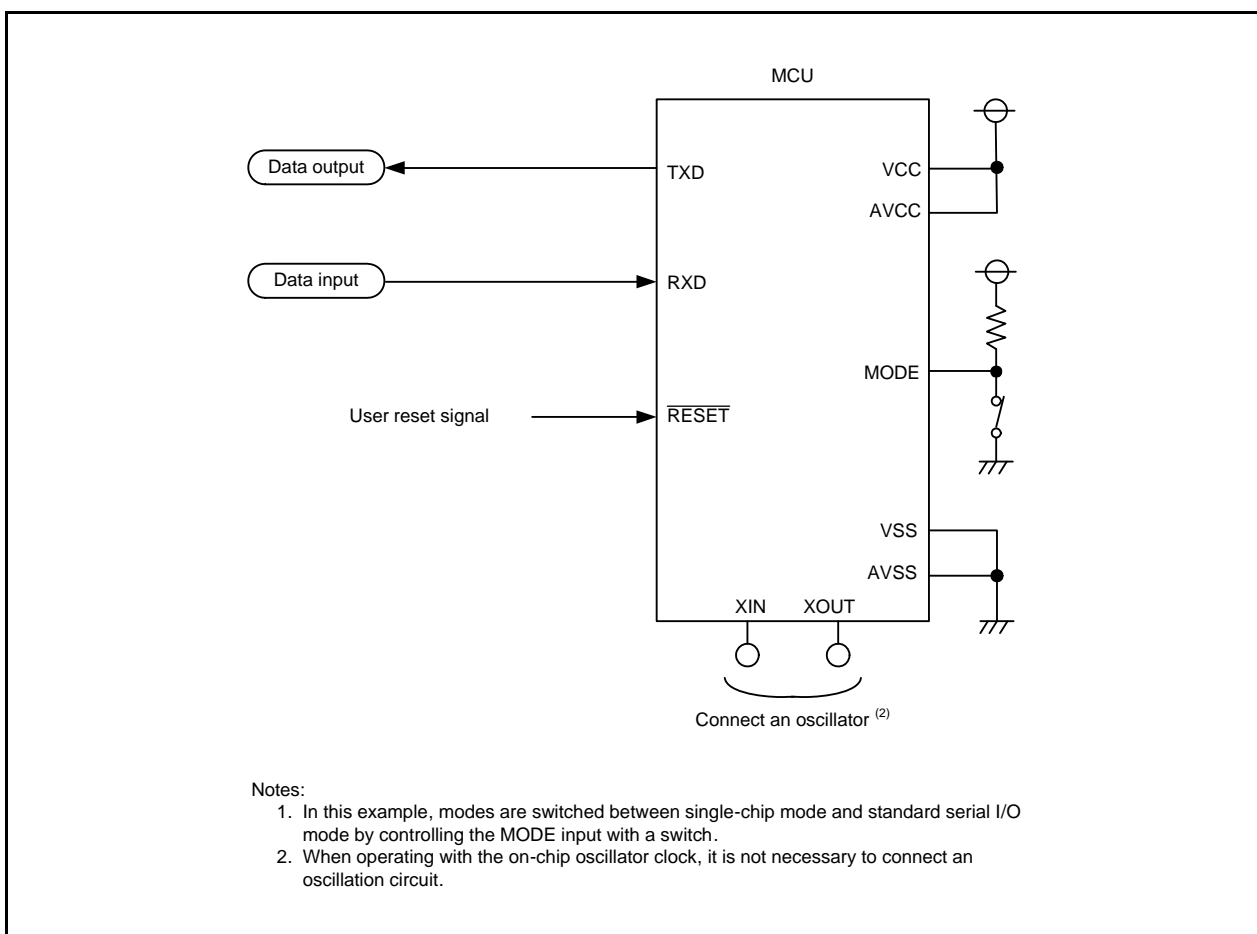 MCU
Data output
TXD
VCC
AVCC
Data input
RXD
MODE
User reset signal
RESET
VSS
AVSS
XIN XOUT
Connect an oscillator (2)
Notes:
1. In this example, modes are switched between single-chip mode and standard serial I/O
mode by controlling the MODE input with a switch.
2. When operating with the on-chip oscillator clock, it is not necessary to connect an
oscillation circuit.